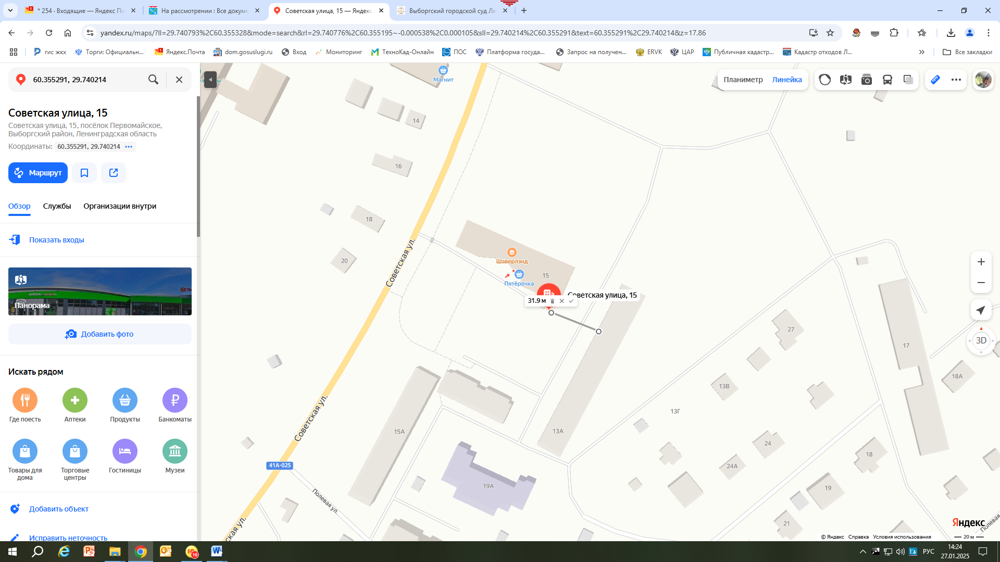 * 254 · Входящие — Яндекс По
На рассмотрении : Все докуме
Советская улица, 15 — Яндекс
Выборгский городской суд Ле
yandex.ru/maps/?ll=29.740793%2C60.355328&mode=search&rl=29.740776%2C60.355195~-0.000538%2C0.000105&sll=29.740214%2C60.355291&text=60.355291%2C29.740214&z=17.86
гис жкх
Торги: Официальн...
Яндекс.Почта
dom.gosuslugi.ru
Вход
Мониторинг
ТехноКад-Онлайн
ПОС
Платформа госуда...
Запрос на получен...
ERVK
ЦАР
Публичная кадастр...
Кадастр отходов Л...
Все закладки
60.355291, 29.740214
Советская улица, 15
Советская улица, 15, посёлок Первомайское,
Выборгский район, Ленинградская область
Координаты: 60.355291, 29.740214
Маршрут
Обзор
Службы
Организации внутри
Показать входы
АПТЕКА
Панорама
Добавить фото
Искать рядом
Где поесть
Аптеки
Продукты
Банкоматы
Товары для
дома
Торговые
центры
Гостиницы
Музеи
Добавить объект
Исправить неточность
Планиметр
Линейка
Магнит
14
16
18
20
Советская ул.
Шаверлэнд
15
Пятёрочка
Советская улица, 15
31.9 м
27
17
18А
13В
13Г
13А
15А
24
24А
18
19
19А
21
Советская ул.
41А-025
Полевая ул.
ская ул.
Полевая
3D
Яндекс
© Яндекс Справка Условия использования
20 м
10
РУС
14:24
27.01.2025